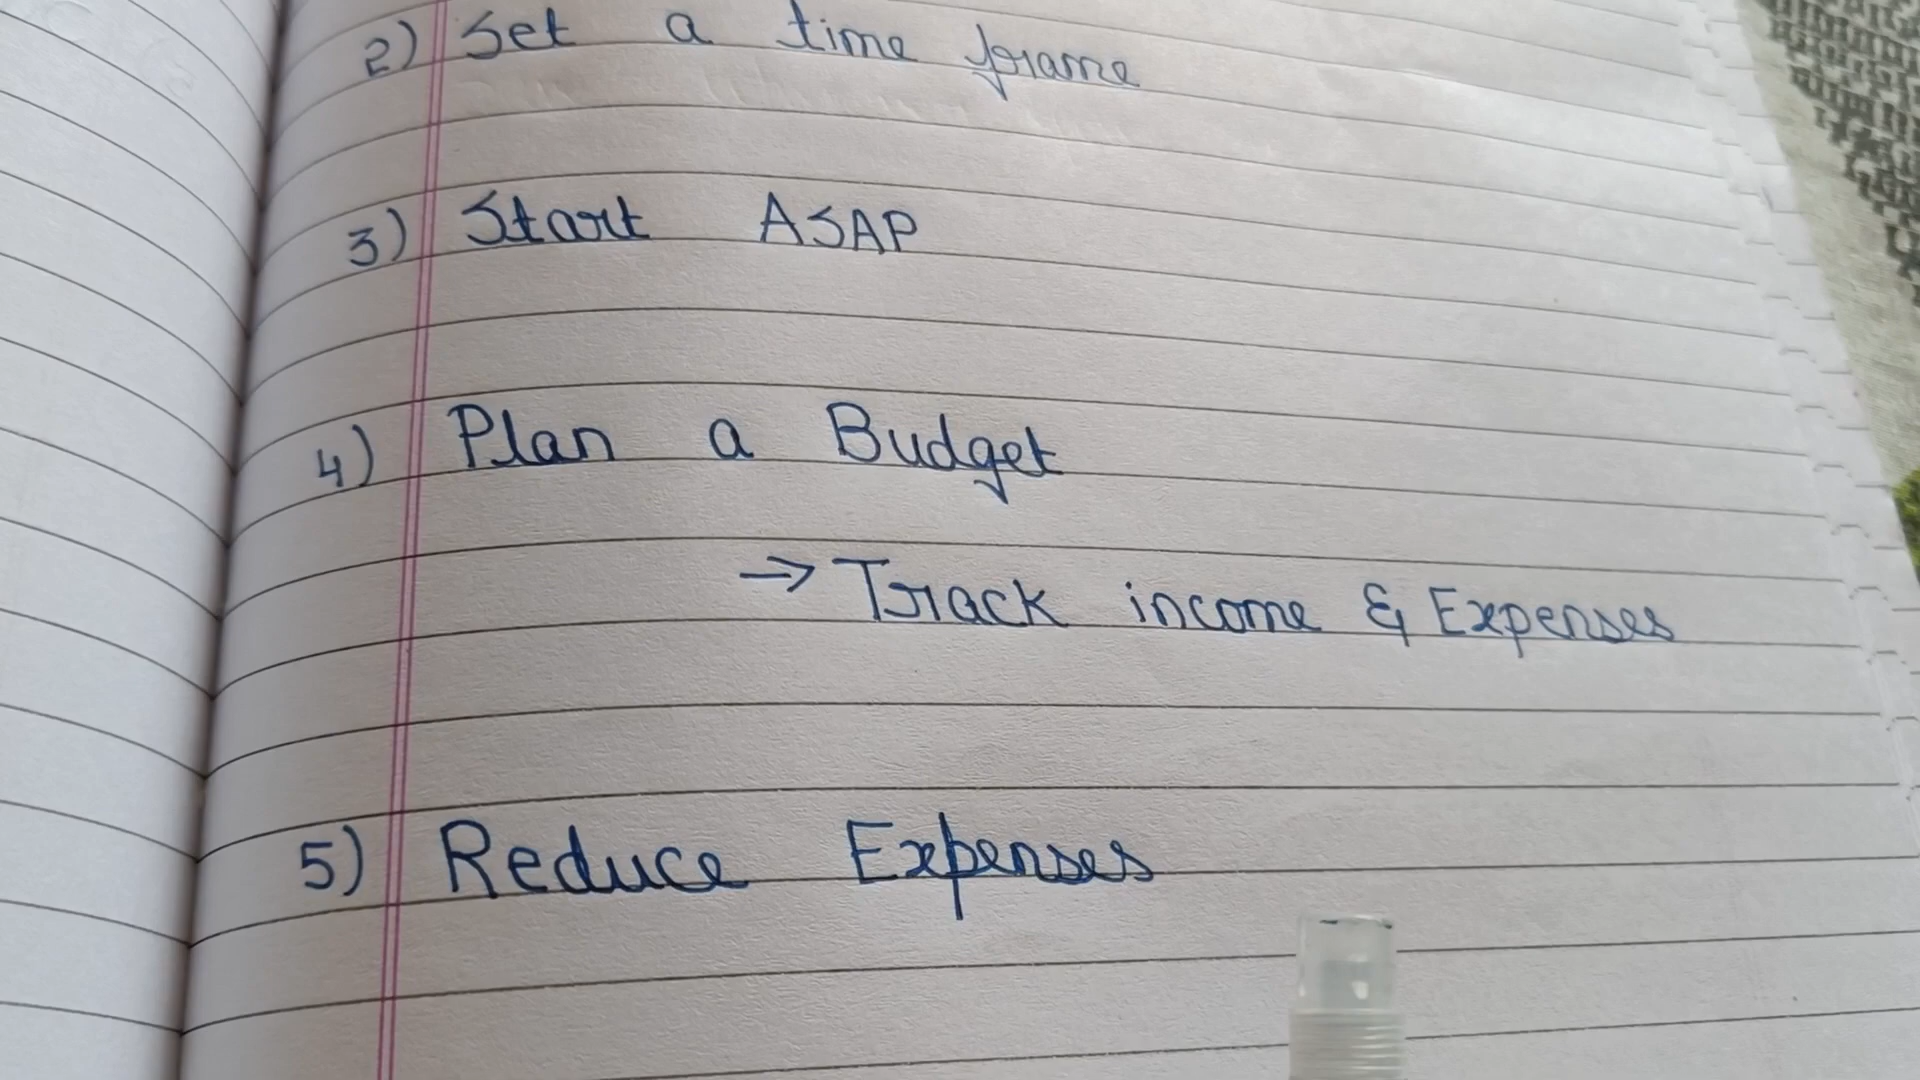 2) Set a time frame
3) Start ASAP
4) Plan a Budget
→ Track income & Expenses
5) Reduce Expenses